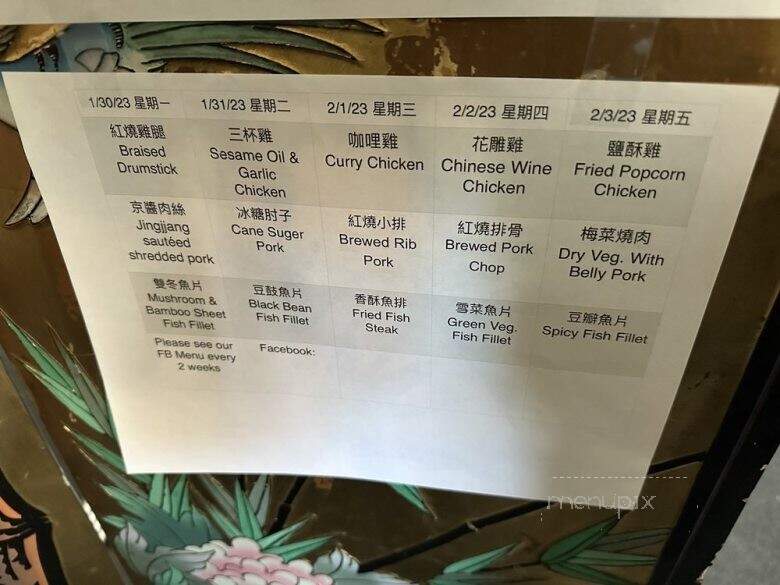 1/30/23 星期一
1/31/23 星期二
2/1/23 星期三
2/2/23 星期四
2/3/23 星期五
紅燒雞腿
Braised
Drumstick
三杯雞
Sesame Oil &
Garlic
Chicken
咖哩雞
Curry Chicken
花雕雞
Chinese Wine
Chicken
鹽酥雞
Fried Popcorn
Chicken
京醬肉絲
Jingjjang
sautéed
shredded pork
冰糖肘子
Cane Suger
Pork
紅燒小排
Brewed Rib
Pork
紅燒排骨
Brewed Pork
Chop
梅菜燒肉
Dry Veg. With
Belly Pork
雙冬魚片
Mushroom &
Bamboo Sheet
Fish Fillet
豆鼓魚片
Black Bean
Fish Fillet
香酥魚排
Fried Fish
Steak
雪菜魚片
Green Veg.
Fish Fillet
豆瓣魚片
Spicy Fish Fillet
Please see our
FB Menu every
2 weeks
Facebook:
menupix